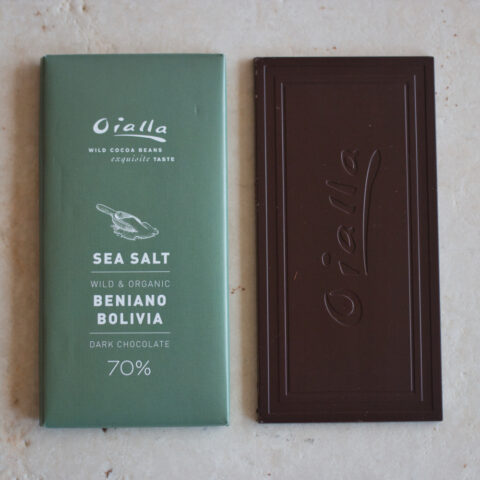 Oialla
WILD COCOA BEANS
exquisite TASTE
SEA SALT
WILD & ORGANIC
BENIANO
BOLIVIA
DARK CHOCOLATE
70%
Oialla